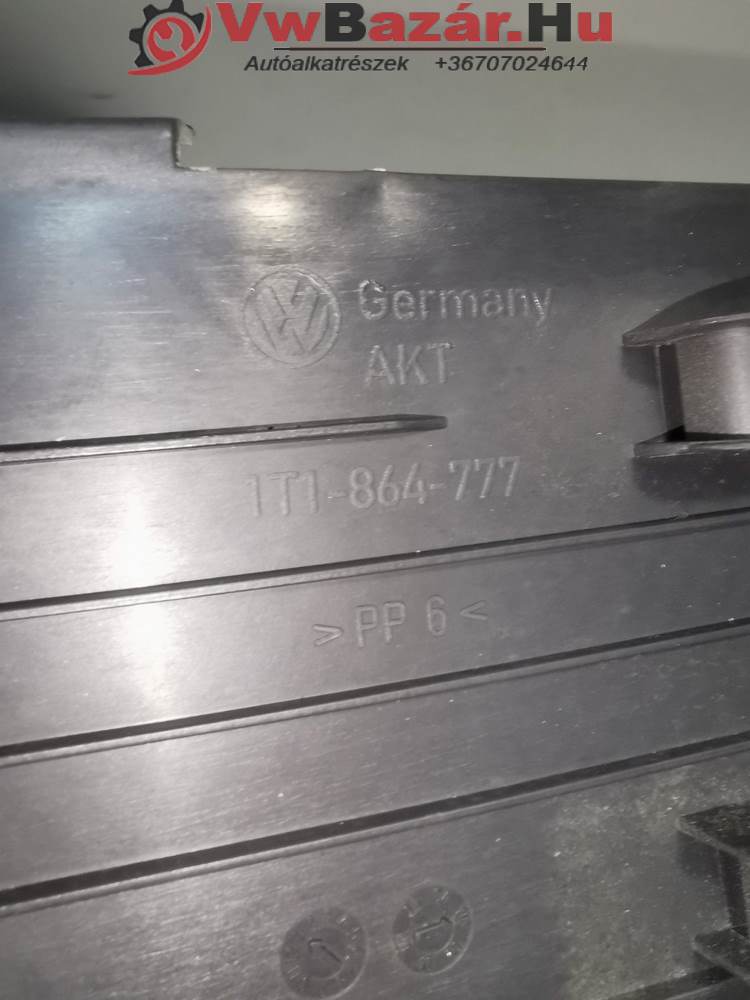 VwBazár.Hu
Autóalkatrészek +36707024644
Germany
AKT
1T1-864-777
>PP 6<